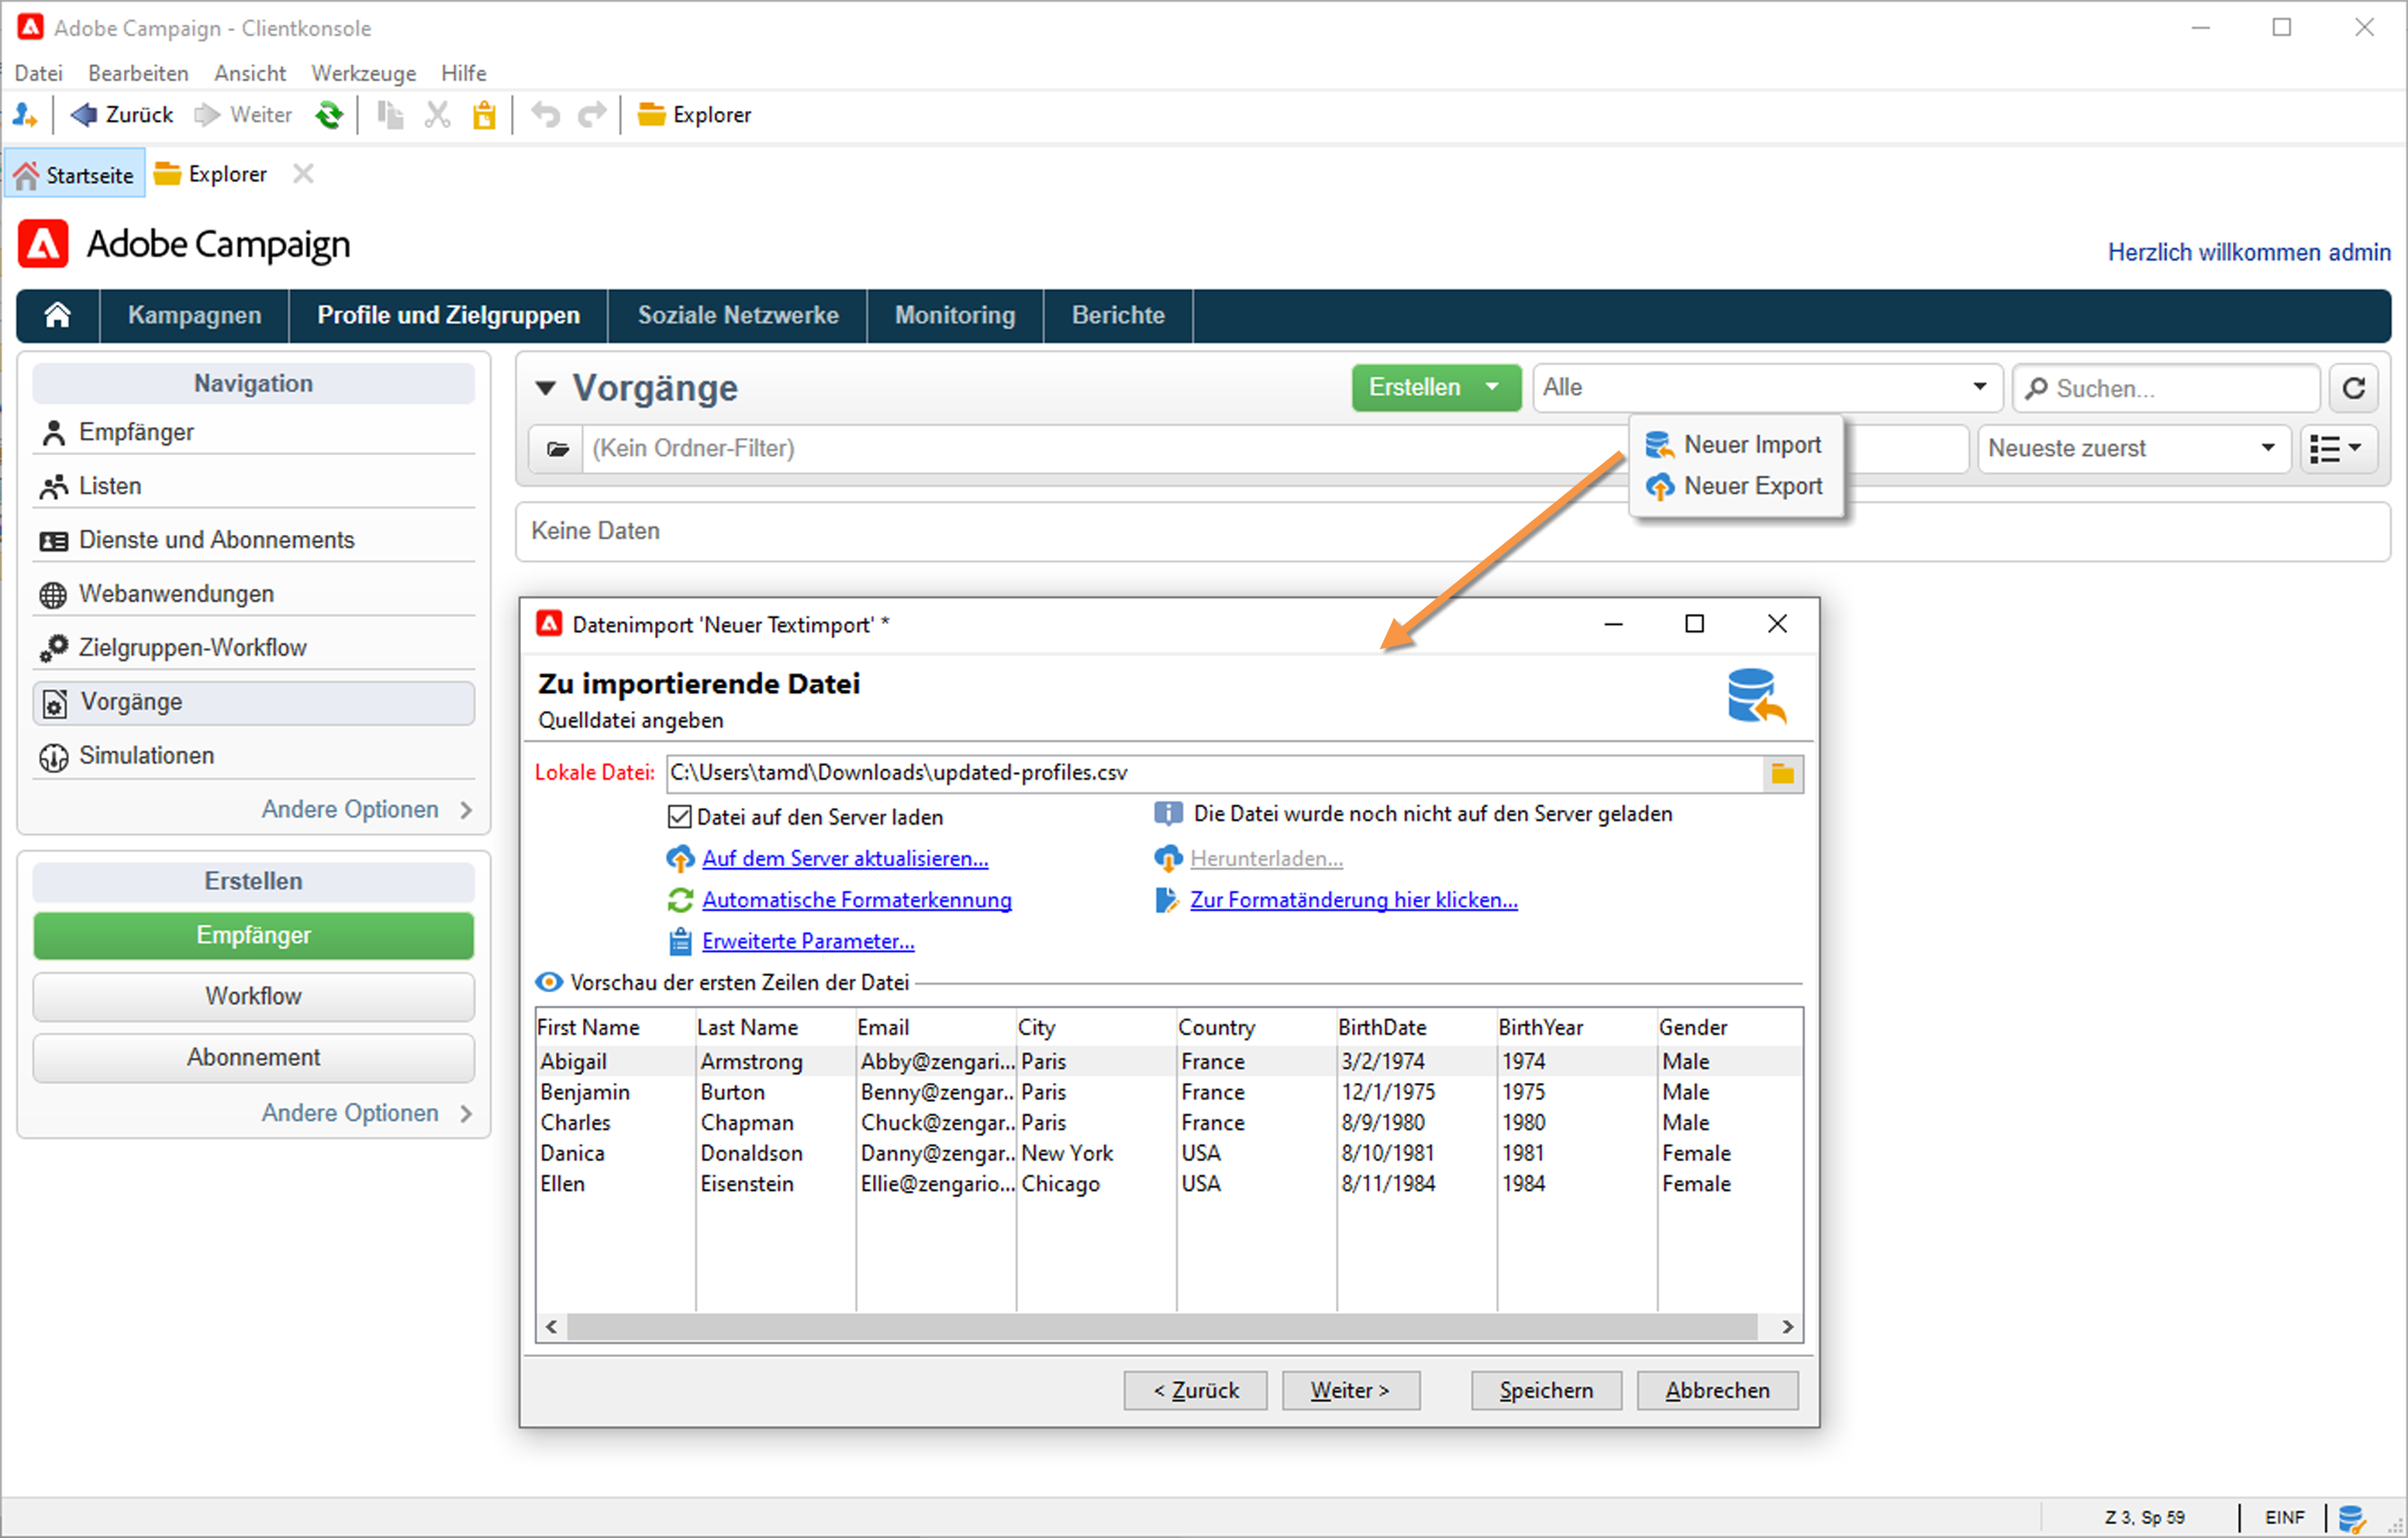 Adobe Campaign - Clientkonsole
Datei Bearbeiten Ansicht Werkzeuge Hilfe
Zurück Weiter Explorer
Startseite Explorer
Adobe Campaign
Herzlich willkommen admin
Kampagnen Profile und Zielgruppen Soziale Netzwerke Monitoring Berichte
Navigation
Empfänger
Listen
Dienste und Abonnements
Webanwendungen
Zielgruppen-Workflow
Vorgänge
Simulationen
Andere Optionen
Erstellen
Empfänger
Workflow
Abonnement
Andere Optionen
Vorgänge Erstellen Alle Suchen...
(Kein Ordner-Filter) Neueste zuerst
Neuer Import
Neuer Export
Keine Daten
Datenimport 'Neuer Textimport' *
Zu importierende Datei
Quelldatei angeben
Lokale Datei: C:\Users\tamd\Downloads\updated-profiles.csv
Datei auf den Server laden Die Datei wurde noch nicht auf den Server geladen
Auf dem Server aktualisieren... Herunterladen...
Automatische Formaterkennung Zur Formatänderung hier klicken...
Erweiterte Parameter...
Vorschau der ersten Zeilen der Datei
First Name Last Name Email City Country BirthDate BirthYear Gender
Abigail Armstrong Abby@zengari... Paris France 3/2/1974 1974 Male
Benjamin Burton Benny@zengar... Paris France 12/1/1975 1975 Male
Charles Chapman Chuck@zengar... Paris France 8/9/1980 1980 Male
Danica Donaldson Danny@zengar... New York USA 8/10/1981 1981 Female
Ellen Eisenstein Ellie@zengario... Chicago USA 8/11/1984 1984 Female
< Zurück Weiter > Speichern Abbrechen
Z 3, Sp 59 EINF